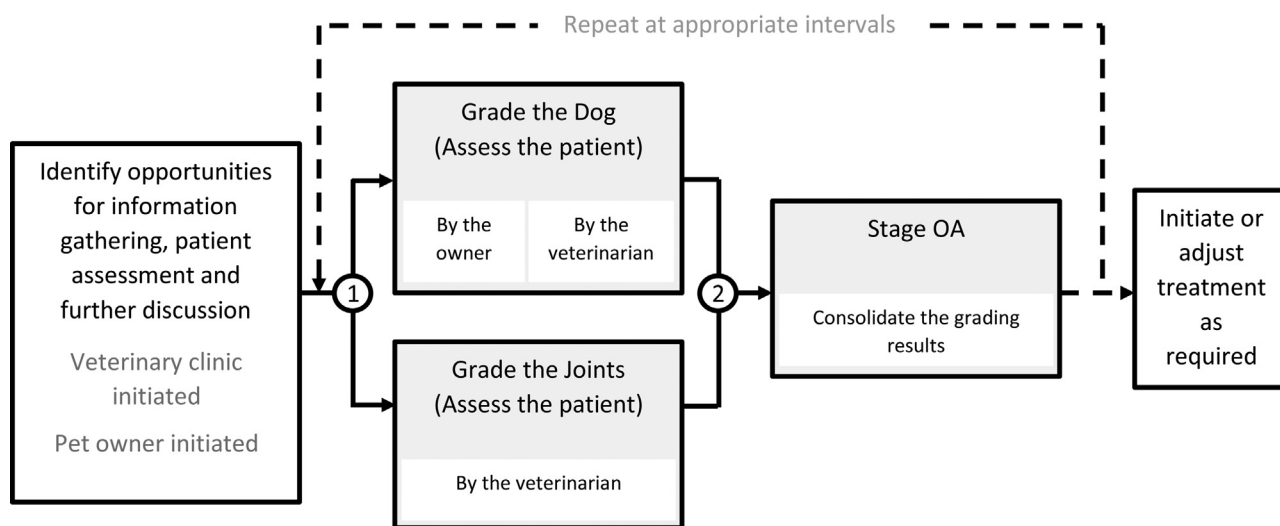 Repeat at appropriate intervals
Identify opportunities
for information
gathering, patient
assessment and
further discussion
Veterinary clinic
initiated
Pet owner initiated
1
Grade the Dog
(Assess the patient)
By the
owner
By the
veterinarian
Grade the Joints
(Assess the patient)
By the veterinarian
2
Stage OA
Consolidate the grading
results
Initiate or
adjust
treatment
as
required